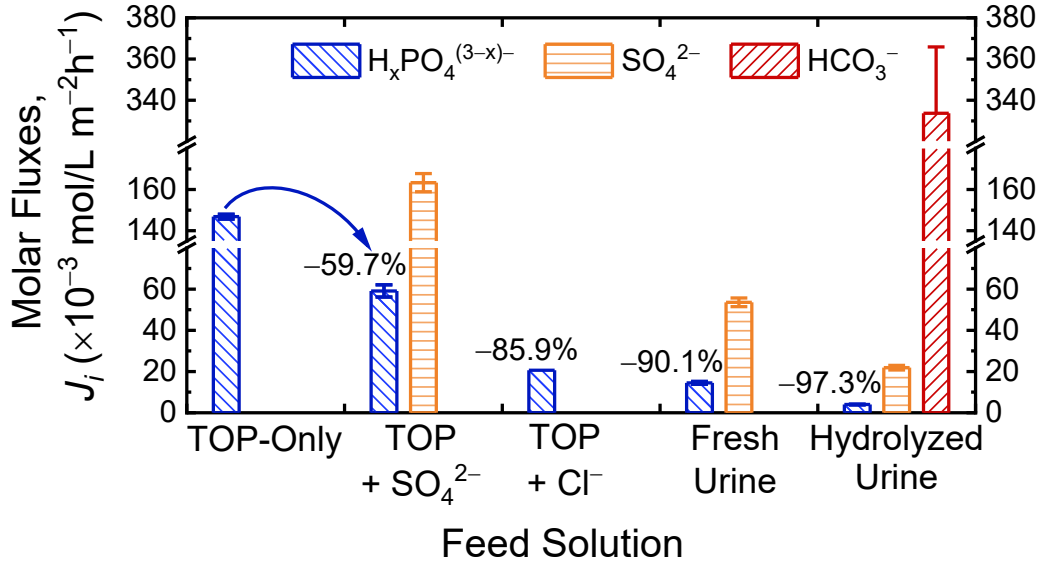 Molar Fluxes,
J_i (×10⁻³ mol/L m⁻²h⁻¹)
380
360
340
160
140
60
40
20
0
HₓPO₄⁽³⁻ˣ⁾⁻ SO₄²⁻ HCO₃⁻
−59.7%
−85.9%
−90.1%
−97.3%
380
360
340
160
140
60
40
20
0
TOP-Only
TOP
+ SO₄²⁻
TOP
+ Cl⁻
Fresh
Urine
Hydrolyzed
Urine
Feed Solution